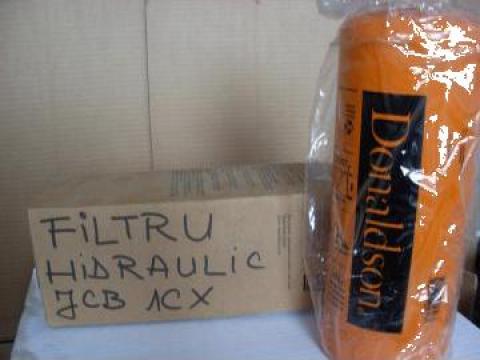 FILTRU
HIDRAULIC
JCB 1CX
Donaldson